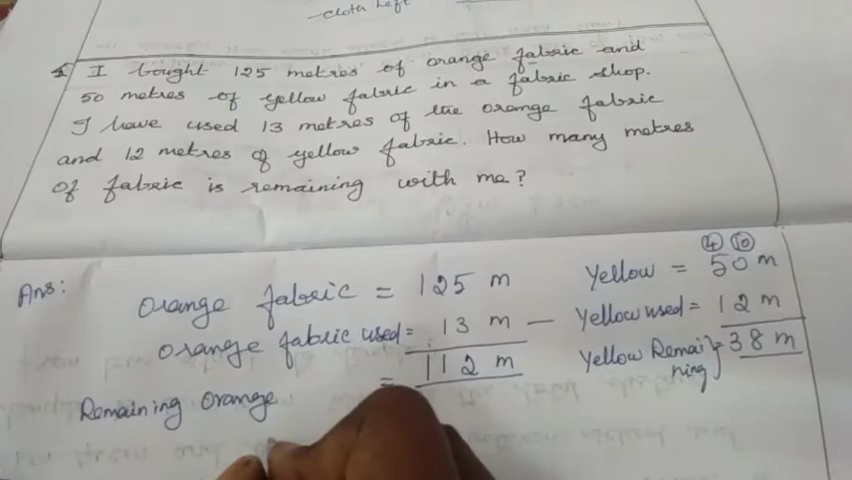 cloth Left
5 I bought 125 metres of orange fabric and
50 metres of yellow fabric in a fabric shop.
I have used 13 metres of the orange fabric
and 12 metres of yellow fabric. How many metres
of fabric is remaining with me?
Ans:
Orange fabric = 125 m
Orange fabric used = 13 m —
Remaining Orange = 112 m
④ ⑩
Yellow = 50 m
Yellow used = 12 m
Yellow Remai-
ning = 38 m